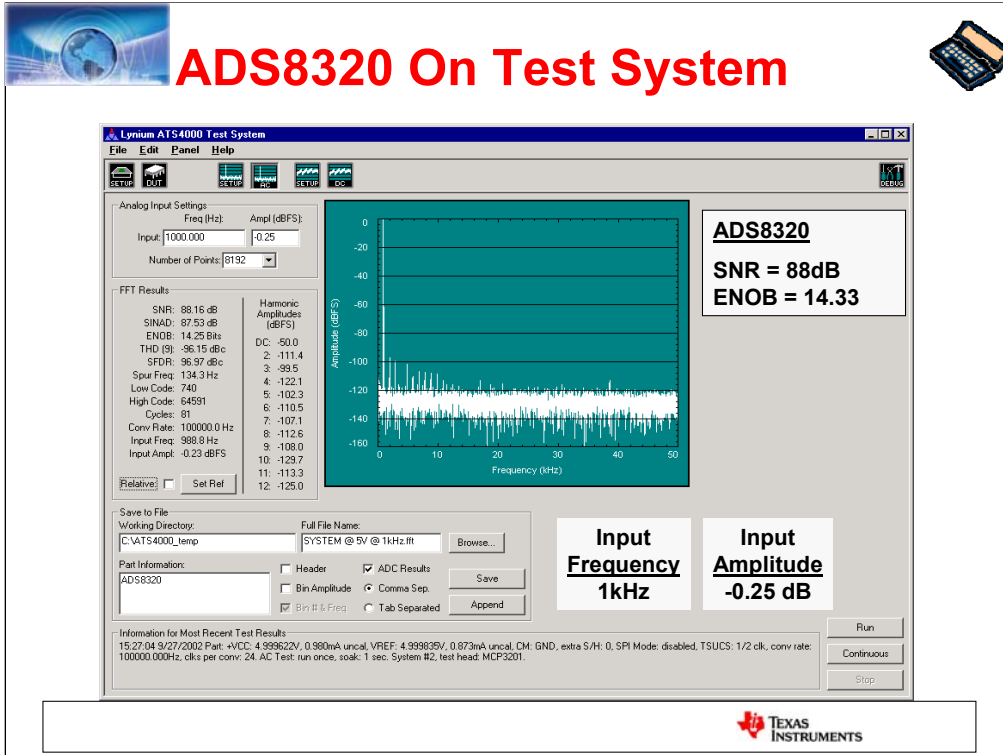 ADS8320 On Test System
Lynium ATS4000 Test System
File Edit Panel Help
SETUP DUT SETUP AC SETUP DC DEBUG
Analog Input Settings
Freq (Hz): Ampl (dBFS):
Input: 1000.000 -0.25
Number of Points: 8192
FFT Results
SNR: 88.16 dB
SINAD: 87.53 dB
ENOB: 14.25 Bits
THD (9): -96.15 dBc
SFDR: 96.97 dBc
Spur Freq: 134.3 Hz
Low Code: 740
High Code: 64591
Cycles: 81
Conv Rate: 100000.0 Hz
Input Freq: 988.8 Hz
Input Ampl: -0.23 dBFS
Relative: Set Ref
Harmonic
Amplitudes
(dBFS)
DC: -50.0
2: -111.4
3: -99.5
4: -122.1
5: -102.3
6: -110.5
7: -107.1
8: -112.6
9: -108.0
10: -129.7
11: -113.3
12: -125.0
Amplitude (dBFS)
0
-20
-40
-60
-80
-100
-120
-140
-160
0 10 20 30 40 50
Frequency (kHz)
ADS8320
SNR = 88dB
ENOB = 14.33
Save to File
Working Directory: Full File Name:
C:\ATS4000_temp SYSTEM @ 5V @ 1kHz.fft Browse...
Part Information:
ADS8320
Header ADC Results
Bin Amplitude Comma Sep.
Bin # & Freq Tab Separated
Save
Append
Input
Frequency
1kHz
Input
Amplitude
-0.25 dB
Information for Most Recent Test Results
15:27:04 9/27/2002 Part: +VCC: 4.999622V, 0.980mA uncal, VREF: 4.999835V, 0.873mA uncal, CM: GND, extra S/H: 0, SPI Mode: disabled, TSUCS: 1/2 clk, conv rate:
100000.000Hz, clks per conv: 24. AC Test: run once, soak: 1 sec. System #2, test head: MCP3201.
Run
Continuous
Stop
TEXAS
INSTRUMENTS